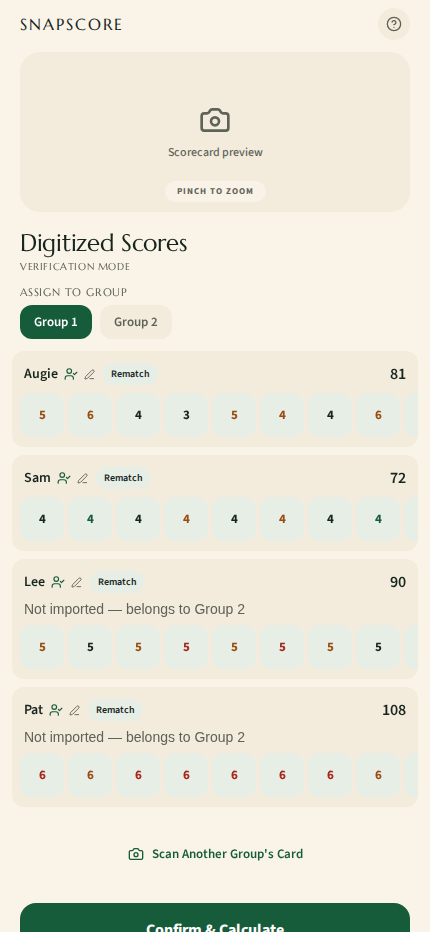 SNAPSCORE
Scorecard preview
PINCH TO ZOOM
Digitized Scores
VERIFICATION MODE
ASSIGN TO GROUP
Group 1 Group 2
Augie Rematch 81
5 6 4 3 5 4 4 6
Sam Rematch 72
4 4 4 4 4 4 4 4
Lee Rematch 90
Not imported — belongs to Group 2
5 5 5 5 5 5 5 5
Pat Rematch 108
Not imported — belongs to Group 2
6 6 6 6 6 6 6 6
Scan Another Group's Card
Confirm & Calculate